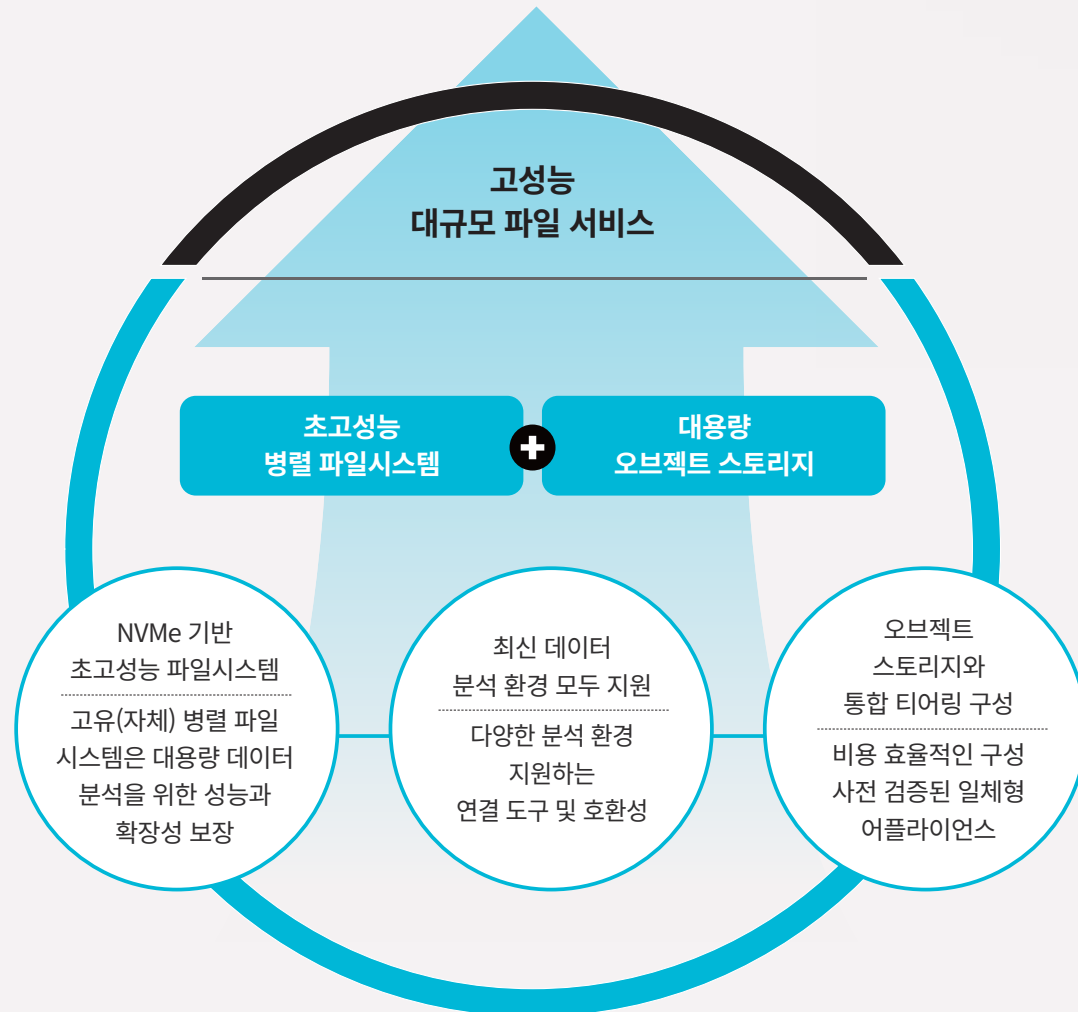 고성능
대규모 파일 서비스
초고성능
병렬 파일시스템
대용량
오브젝트 스토리지
NVMe 기반
초고성능 파일시스템
고유(자체) 병렬 파일
시스템은 대용량 데이터
분석을 위한 성능과
확장성 보장
최신 데이터
분석 환경 모두 지원
다양한 분석 환경
지원하는
연결 도구 및 호환성
오브젝트
스토리지와
통합 티어링 구성
비용 효율적인 구성
사전 검증된 일체형
어플라이언스